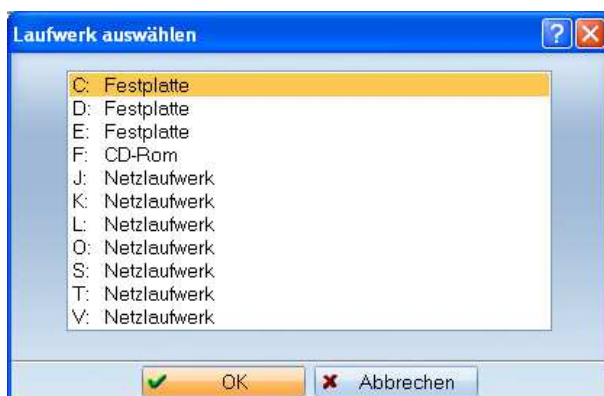 Laufwerk auswählen
?
C: Festplatte
D: Festplatte
E: Festplatte
F: CD-Rom
J: Netzlaufwerk
K: Netzlaufwerk
L: Netzlaufwerk
O: Netzlaufwerk
S: Netzlaufwerk
T: Netzlaufwerk
V: Netzlaufwerk
OK Abbrechen